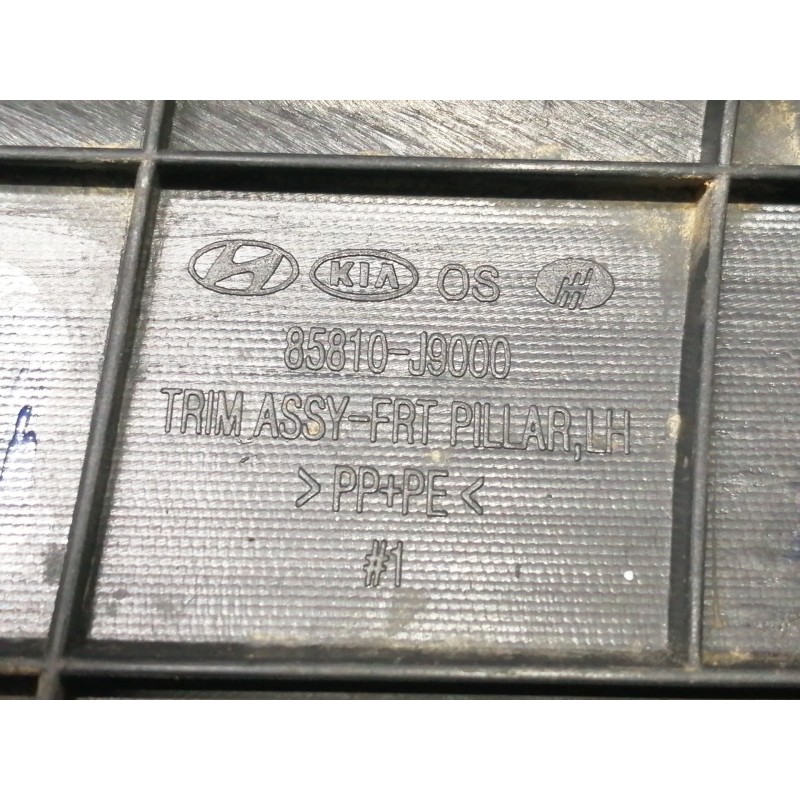 KIA OS
85810-J9000
TRIM ASSY-FRT PILLAR,LH
>PP+PE<
#1